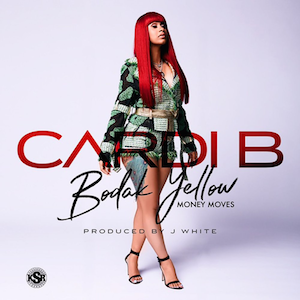 CARDI B
Bodak Yellow
MONEY MOVES
PRODUCED BY J WHITE
KSR